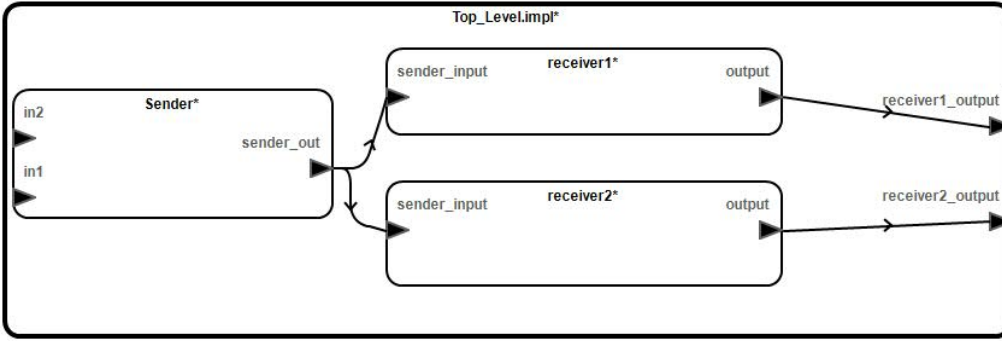 Top_Level.impl*
Sender*
in2
in1
sender_out
receiver1*
sender_input
output
receiver2*
sender_input
output
receiver1_output
receiver2_output